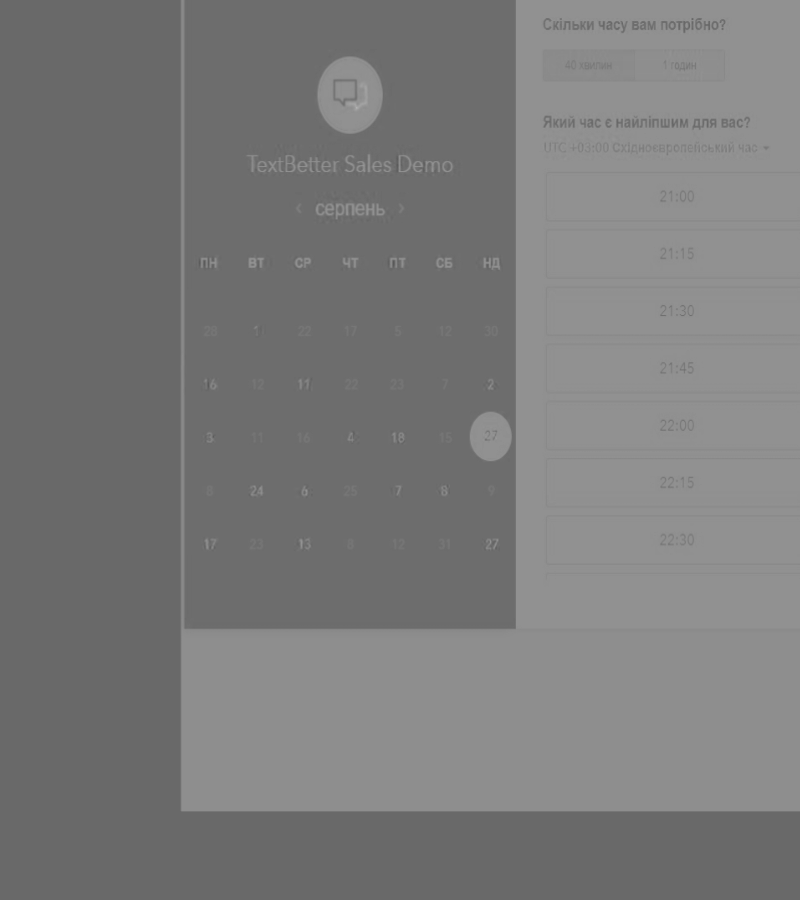 TextBetter Sales Demo
‹ серпень ›
ПН ВТ СР ЧТ ПТ СБ НД
28 1 22 17 5 12 30
16 12 11 22 23 7 2
3 11 16 4 18 15 27
24 6 25 7 8 9
17 23 13 12 31 27
Скільки часу вам потрібно?
40 хвилин 1 годин
Який час є найліпшим для вас?
UTC +03:00 Східноєвропейський час
21:00
21:15
21:30
21:45
22:00
22:15
22:30